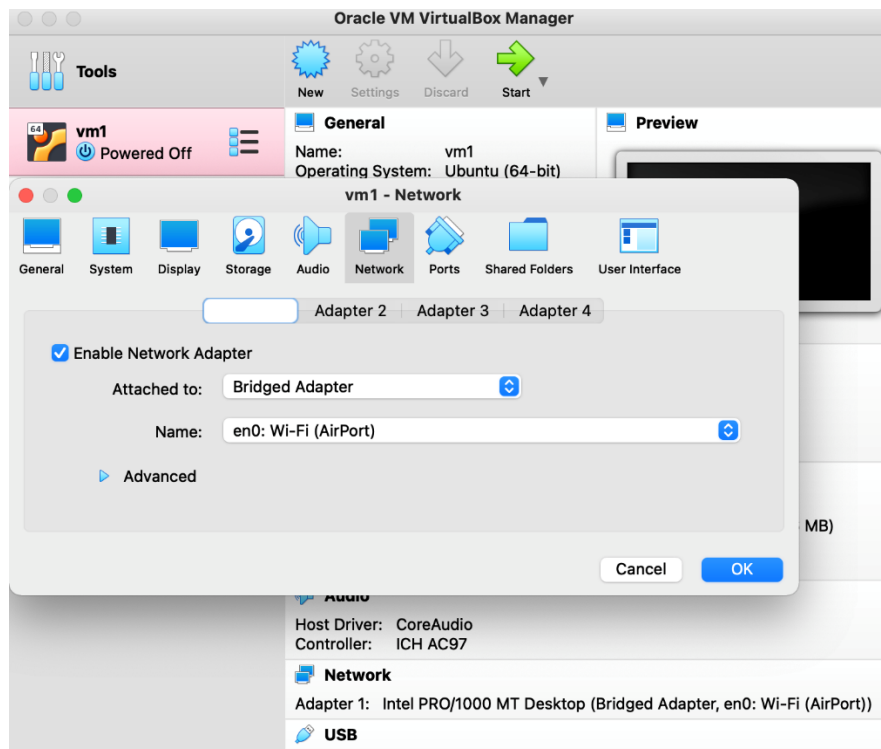 Oracle VM VirtualBox Manager
Tools
New Settings Discard Start
64
vm1
Powered Off
General
Name: vm1
Operating System: Ubuntu (64-bit)
Preview
vm1 - Network
General System Display Storage Audio Network Ports Shared Folders User Interface
Adapter 2 Adapter 3 Adapter 4
Enable Network Adapter
Attached to: Bridged Adapter
Name: en0: Wi-Fi (AirPort)
Advanced
MB)
Cancel OK
Audio
Host Driver: CoreAudio
Controller: ICH AC97
Network
Adapter 1: Intel PRO/1000 MT Desktop (Bridged Adapter, en0: Wi-Fi (AirPort))
USB